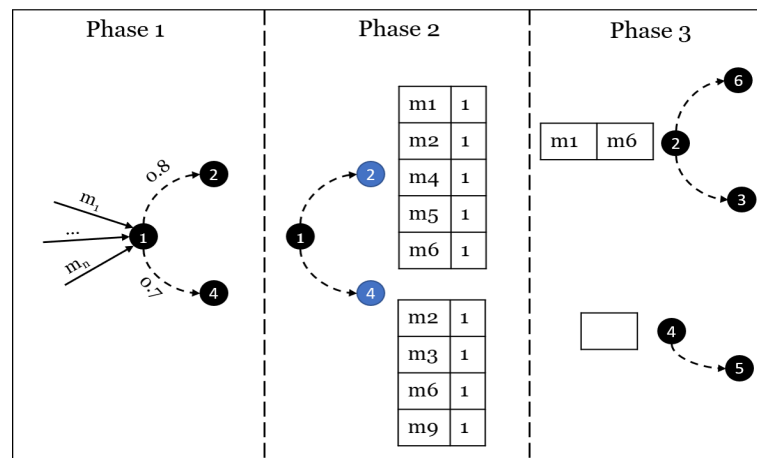 Phase 1
m1
...
mn
1
0.8
2
0.7
4
Phase 2
1
2
4
m1 1
m2 1
m4 1
m5 1
m6 1
m2 1
m3 1
m6 1
m9 1
Phase 3
m1 m6
2
6
3
4
5